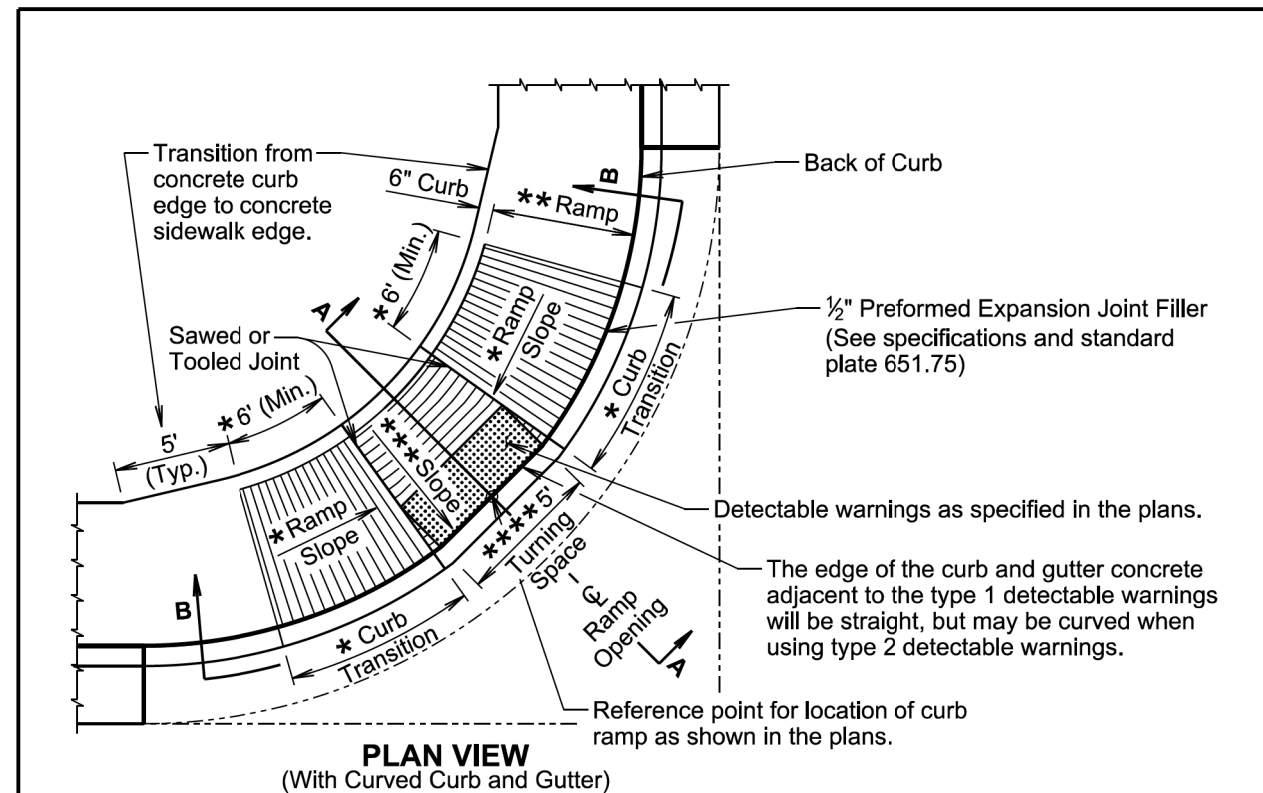 Transition from
concrete curb
edge to concrete
sidewalk edge.
6" Curb
** Ramp
B
Back of Curb
* 6' (Min.)
A
* Ramp
Slope
½" Preformed Expansion Joint Filler
(See specifications and standard
plate 651.75)
Sawed or
Tooled Joint
* Curb
Transition
* 6' (Min.)
5'
(Typ.)
*** Slope
* Ramp
Slope
Detectable warnings as specified in the plans.
**** 5'
Turning
Space
The edge of the curb and gutter concrete
adjacent to the type 1 detectable warnings
will be straight, but may be curved when
using type 2 detectable warnings.
℄
Ramp
Opening
A
B
* Curb
Transition
Reference point for location of curb
ramp as shown in the plans.
PLAN VIEW
(With Curved Curb and Gutter)